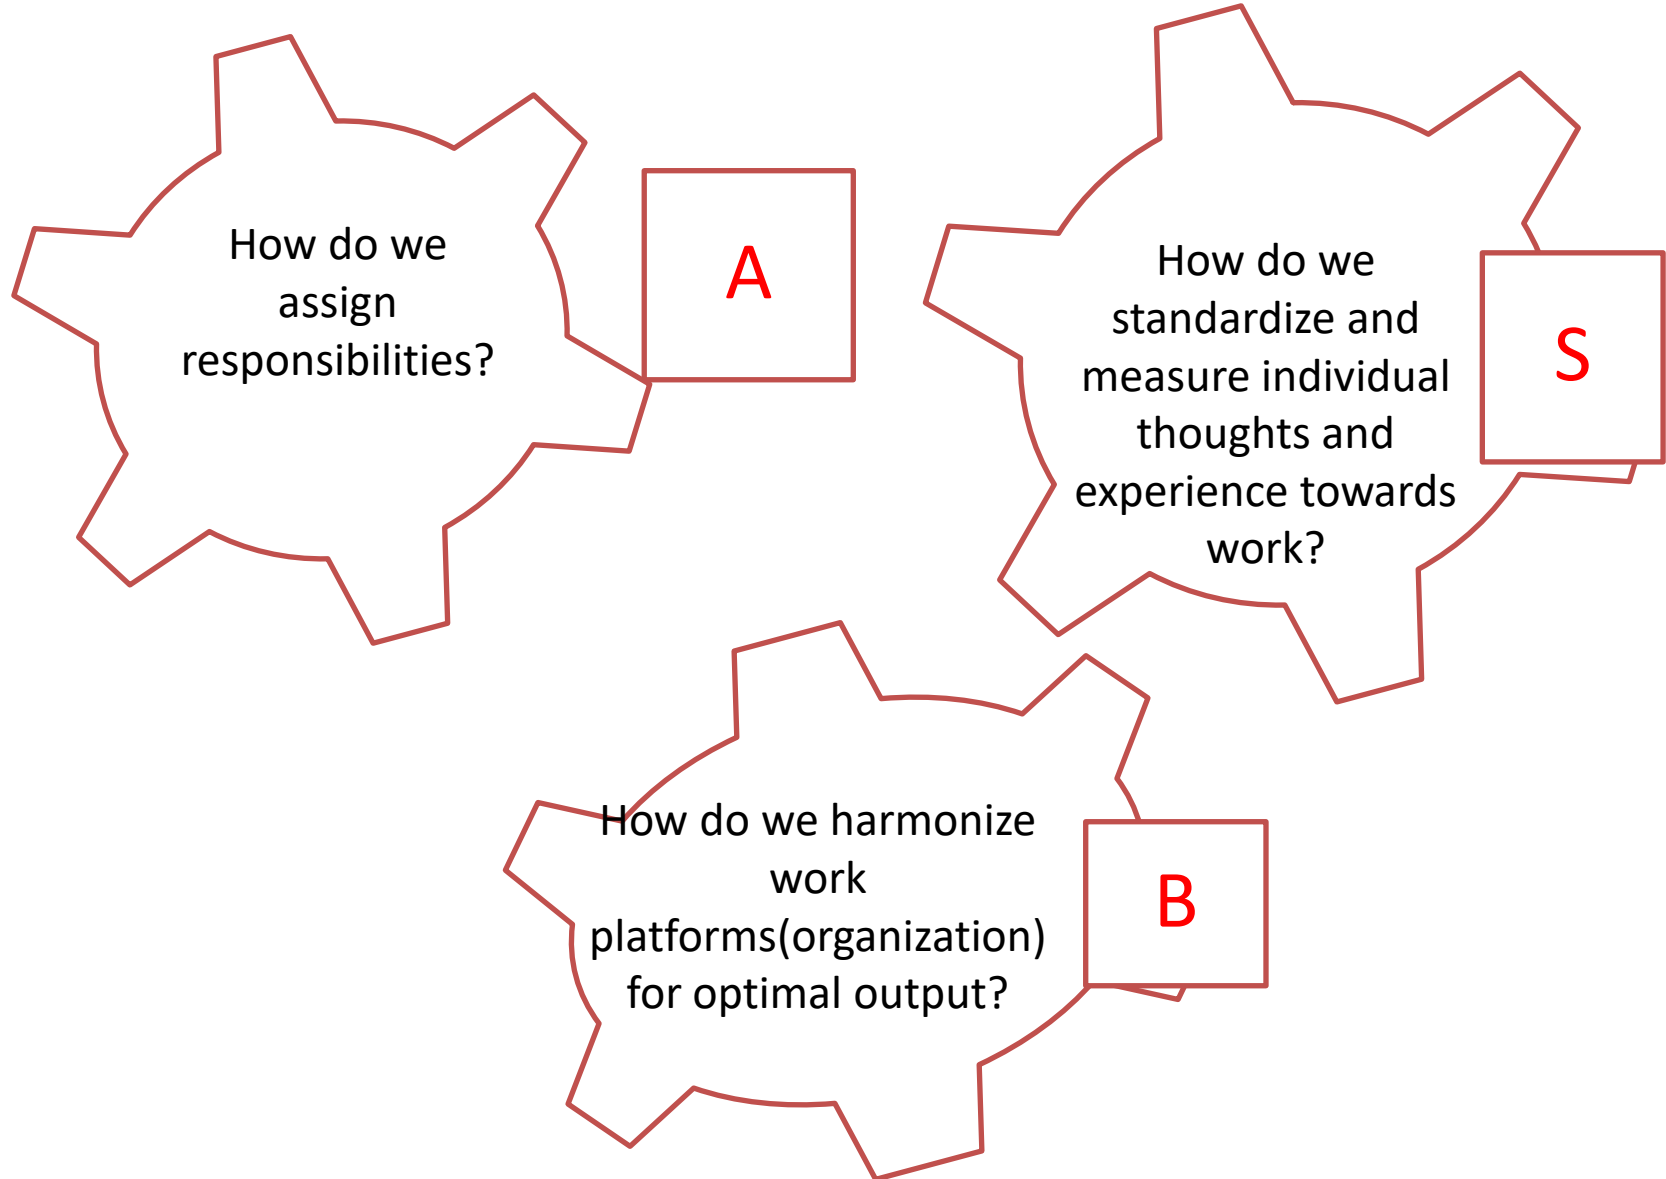 How do we
assign
responsibilities?
A
How do we
standardize and
measure individual
thoughts and
experience towards
work?
S
How do we harmonize
work
platforms(organization)
for optimal output?
B